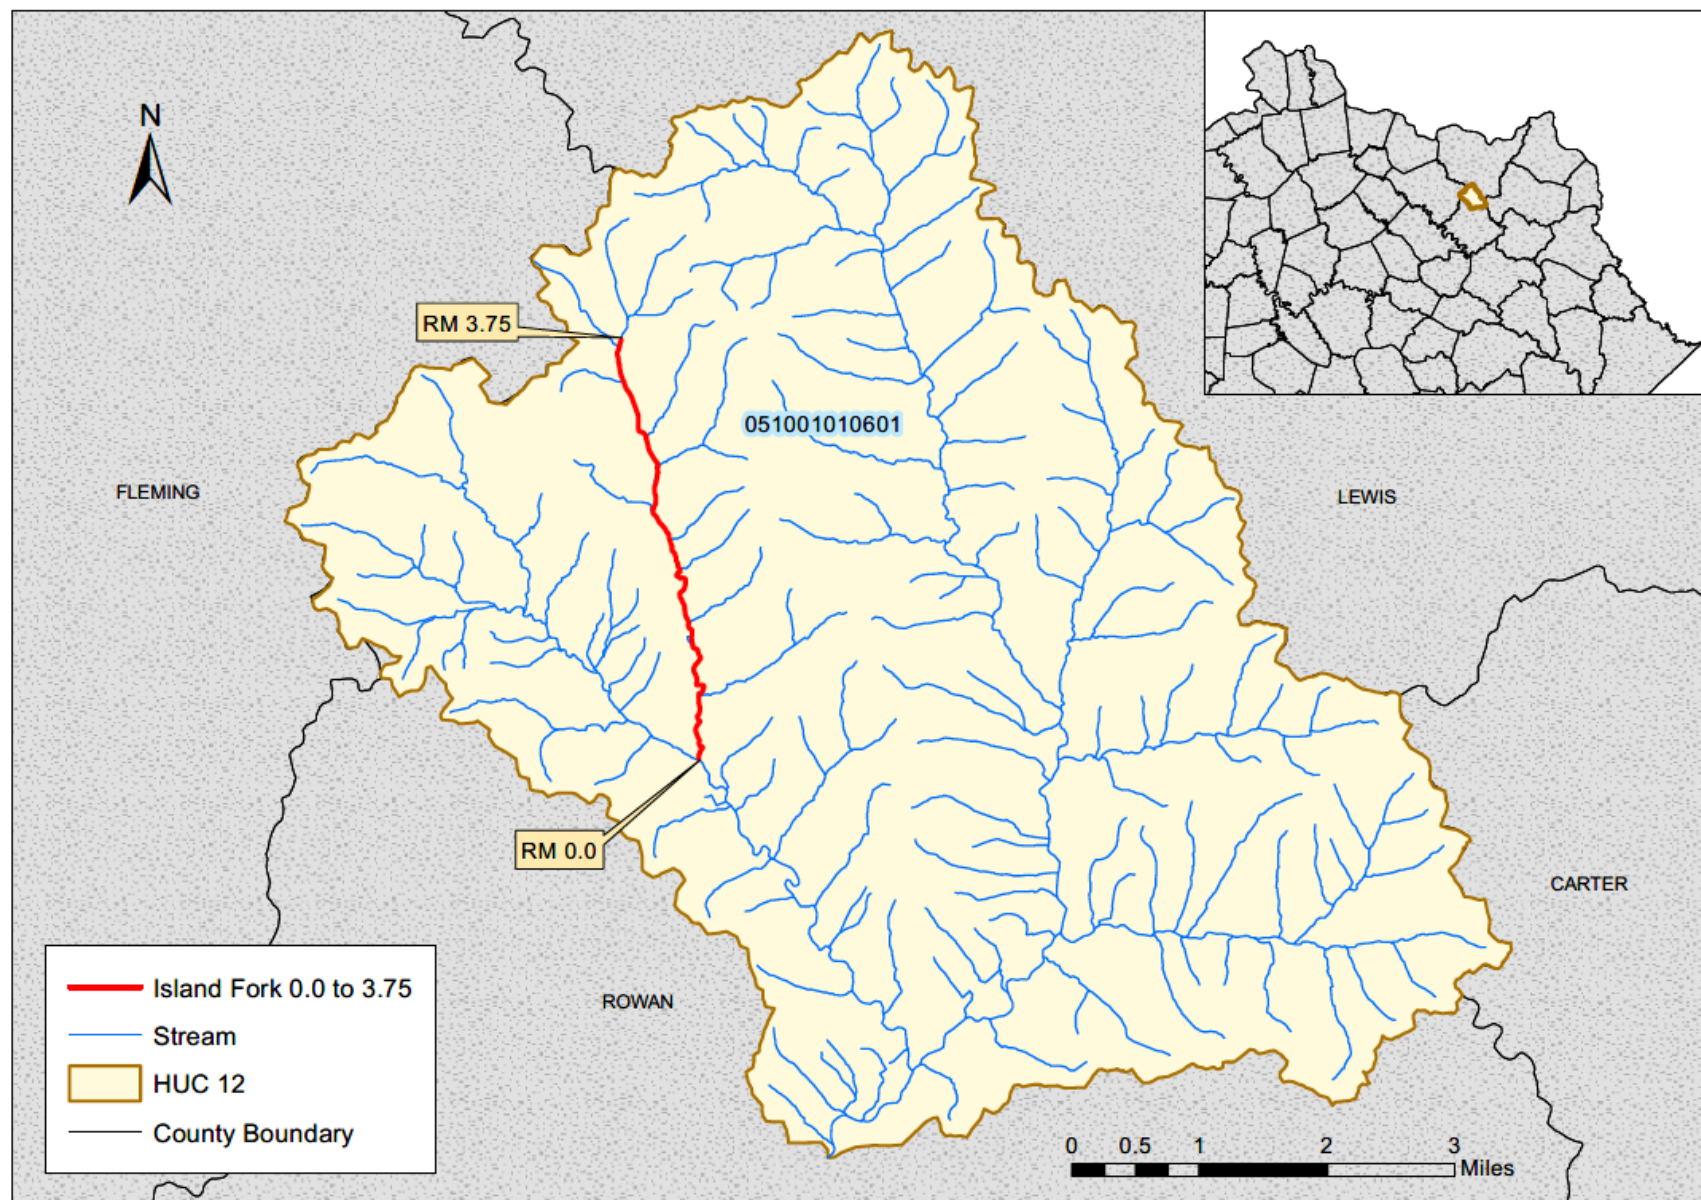 N
RM 3.75
051001010601
FLEMING
LEWIS
RM 0.0
CARTER
ROWAN
Island Fork 0.0 to 3.75
Stream
HUC 12
County Boundary
0 0.5 1 2 3
Miles